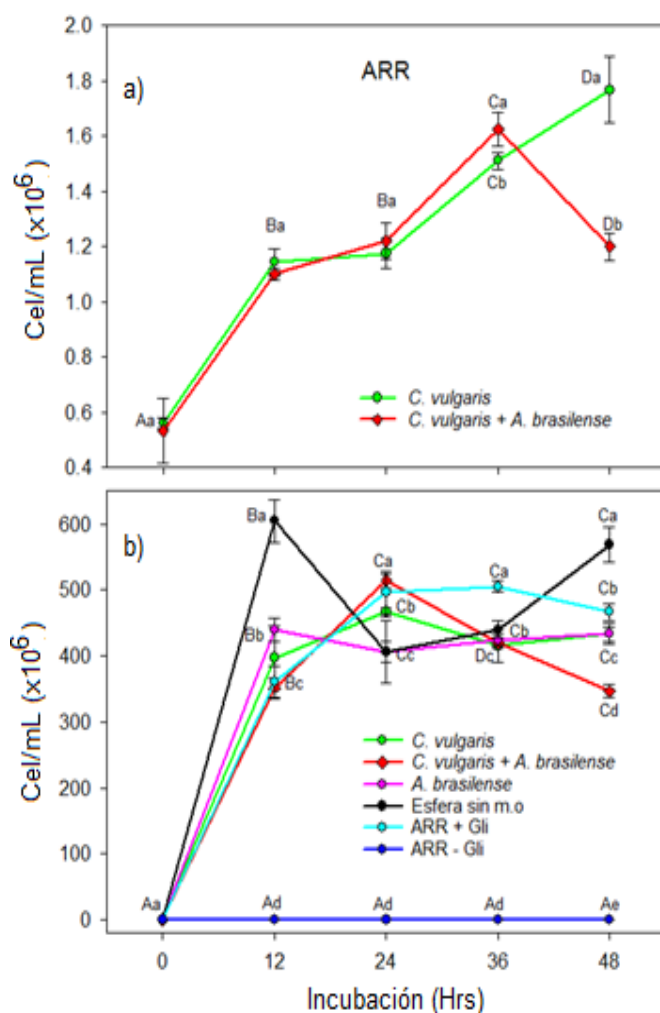 a)
ARR
Cel/mL (x10⁶)
2.0
1.8
1.6
1.4
1.2
1.0
0.8
0.6
0.4
Aa
Ba
Ba
Ca
Cb
Da
Db
C. vulgaris
C. vulgaris + A. brasilense
b)
Cel/mL (x10⁶)
600
500
400
300
200
100
0
Ba
Bb
Bc
Ca
Cb
Cc
Ca
Cb
Dc
Ca
Cb
Cc
Cd
C. vulgaris
C. vulgaris + A. brasilense
A. brasilense
Esfera sin m.o
ARR + Gli
ARR - Gli
Aa
Ad
Ad
Ad
Ae
0
12
24
36
48
Incubación (Hrs)